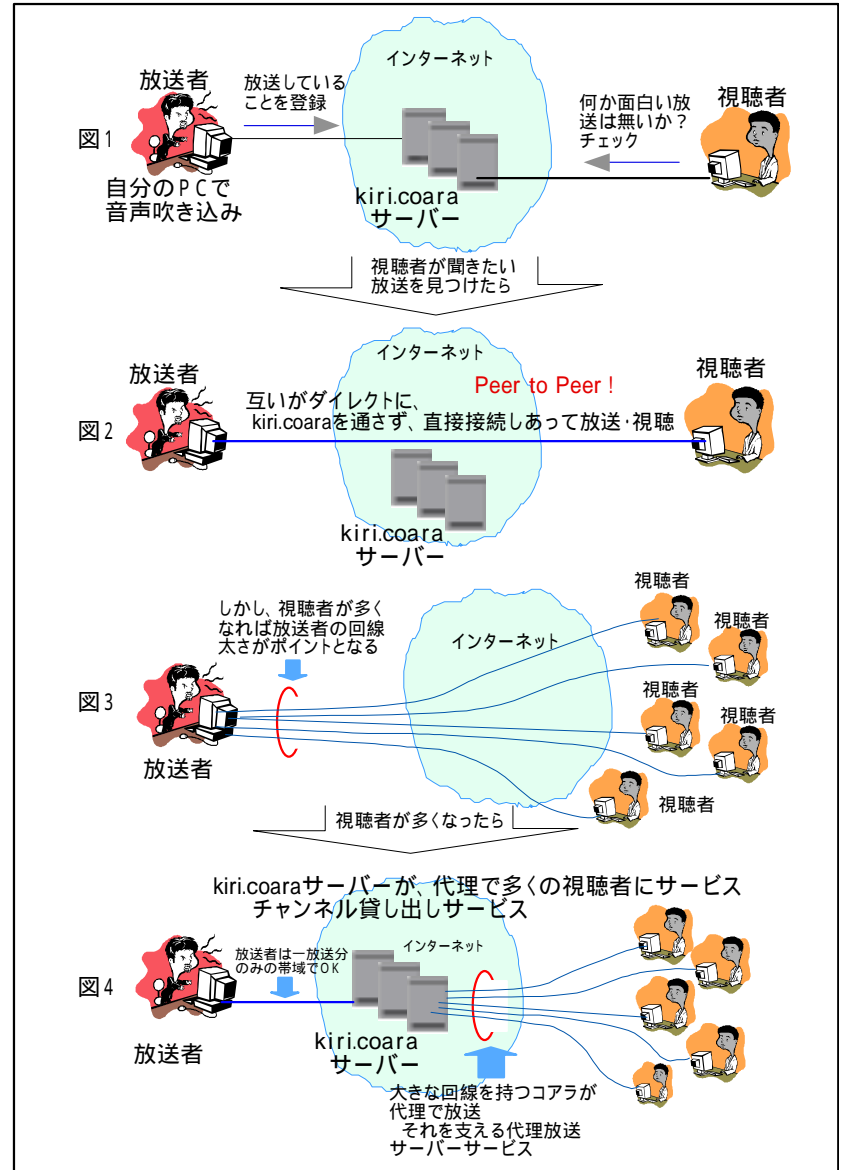 インターネット
放送者
放送している
ことを登録
何か面白い放
送は無いか？
チェック
視聴者
図1
自分のPCで
音声吹き込み
kiri.coara
サーバー
視聴者が聞きたい
放送を見つけたら
インターネット
放送者
Peer to Peer！
視聴者
互いがダイレクトに、
kiri.coaraを通さず、直接接続しあって放送・視聴
図2
kiri.coara
サーバー
しかし、視聴者が多く
なれば放送者の回線
太さがポイントとなる
インターネット
視聴者
視聴者
図3
視聴者
視聴者
放送者
視聴者
視聴者が多くなったら
kiri.coaraサーバーが、代理で多くの視聴者にサービス
チャンネル貸し出しサービス
放送者は一放送分
のみの帯域でOK
インターネット
図4
放送者
kiri.coara
サーバー
大きな回線を持つコアラが
代理で放送
それを支える代理放送
サーバーサービス